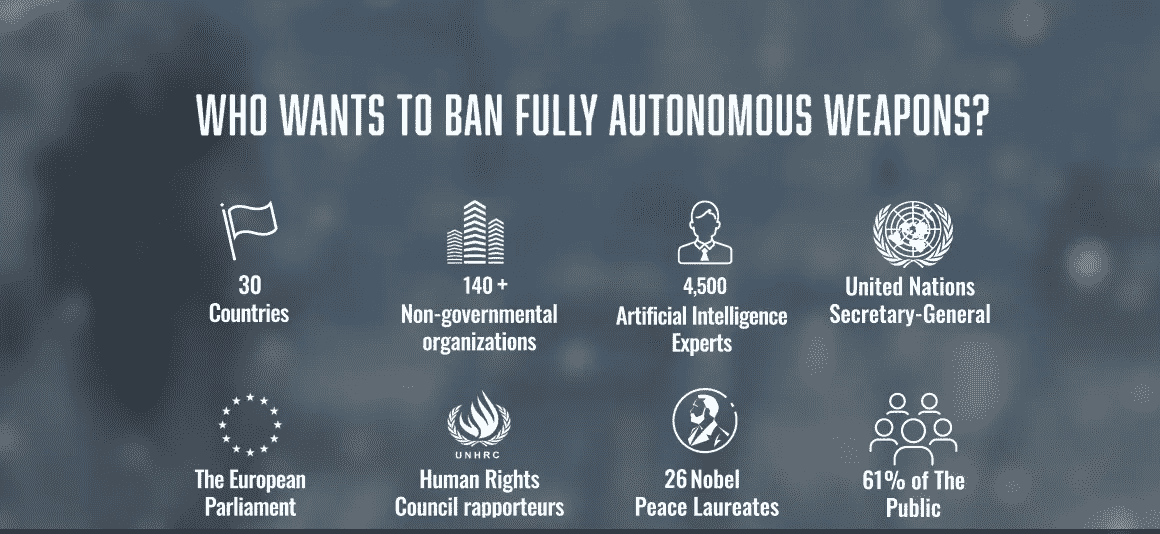 WHO WANTS TO BAN FULLY AUTONOMOUS WEAPONS?
30
Countries
140 +
Non-governmental
organizations
4,500
Artificial Intelligence
Experts
United Nations
Secretary-General
The European
Parliament
UNHRC
Human Rights
Council rapporteurs
26 Nobel
Peace Laureates
61% of The
Public